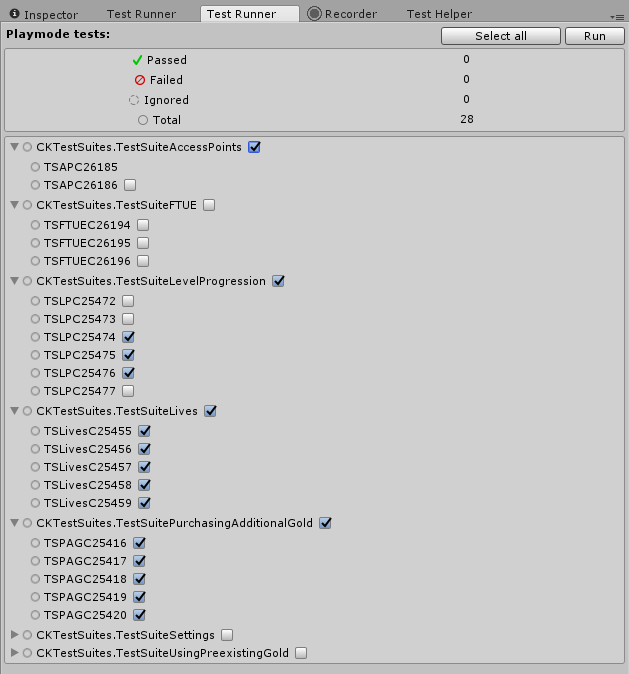 Inspector Test Runner Test Runner Recorder Test Helper
Playmode tests: Select all Run
Passed 0
Failed 0
Ignored 0
Total 28
CKTestSuites.TestSuiteAccessPoints
TSAPC26185
TSAPC26186
CKTestSuites.TestSuiteFTUE
TSFTUEC26194
TSFTUEC26195
TSFTUEC26196
CKTestSuites.TestSuiteLevelProgression
TSLPC25472
TSLPC25473
TSLPC25474
TSLPC25475
TSLPC25476
TSLPC25477
CKTestSuites.TestSuiteLives
TSLivesC25455
TSLivesC25456
TSLivesC25457
TSLivesC25458
TSLivesC25459
CKTestSuites.TestSuitePurchasingAdditionalGold
TSPAGC25416
TSPAGC25417
TSPAGC25418
TSPAGC25419
TSPAGC25420
CKTestSuites.TestSuiteSettings
CKTestSuites.TestSuiteUsingPreexistingGold